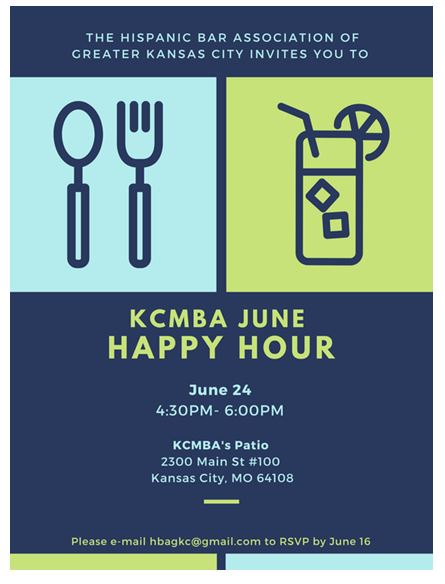 THE HISPANIC BAR ASSOCIATION OF
GREATER KANSAS CITY INVITES YOU TO
KCMBA JUNE
HAPPY HOUR
June 24
4:30PM- 6:00PM
KCMBA's Patio
2300 Main St #100
Kansas City, MO 64108
Please e-mail hbagkc@gmail.com to RSVP by June 16